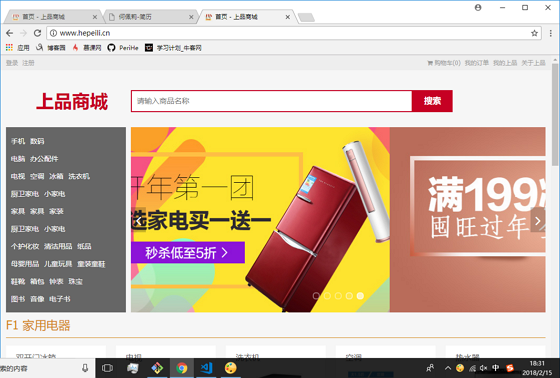 首页 - 上品商城
何佩莉-简历
首页 - 上品商城
www.hepeili.cn
应用 博客园 慕课网 PeriHe 学习计划_牛客网
登录 注册
购物车(0) 我的订单 我的上品 关于上品
上品商城
请输入商品名称
搜索
手机 数码
电脑 办公配件
电视 空调 冰箱 洗衣机
厨卫家电 小家电
家具 家具 家装
厨卫家电 小家电
个护化妆 清洁用品 纸品
母婴用品 儿童玩具 童装童鞋
鞋靴 箱包 钟表 珠宝
图书 音像 电子书
开年第一团
选家电买一送一
秒杀低至5折 >
满199
囤旺过年
F1 家用电器
双开门冰箱
电视
洗衣机
空调
热水器
索的内容
中
18:31
2018/2/15